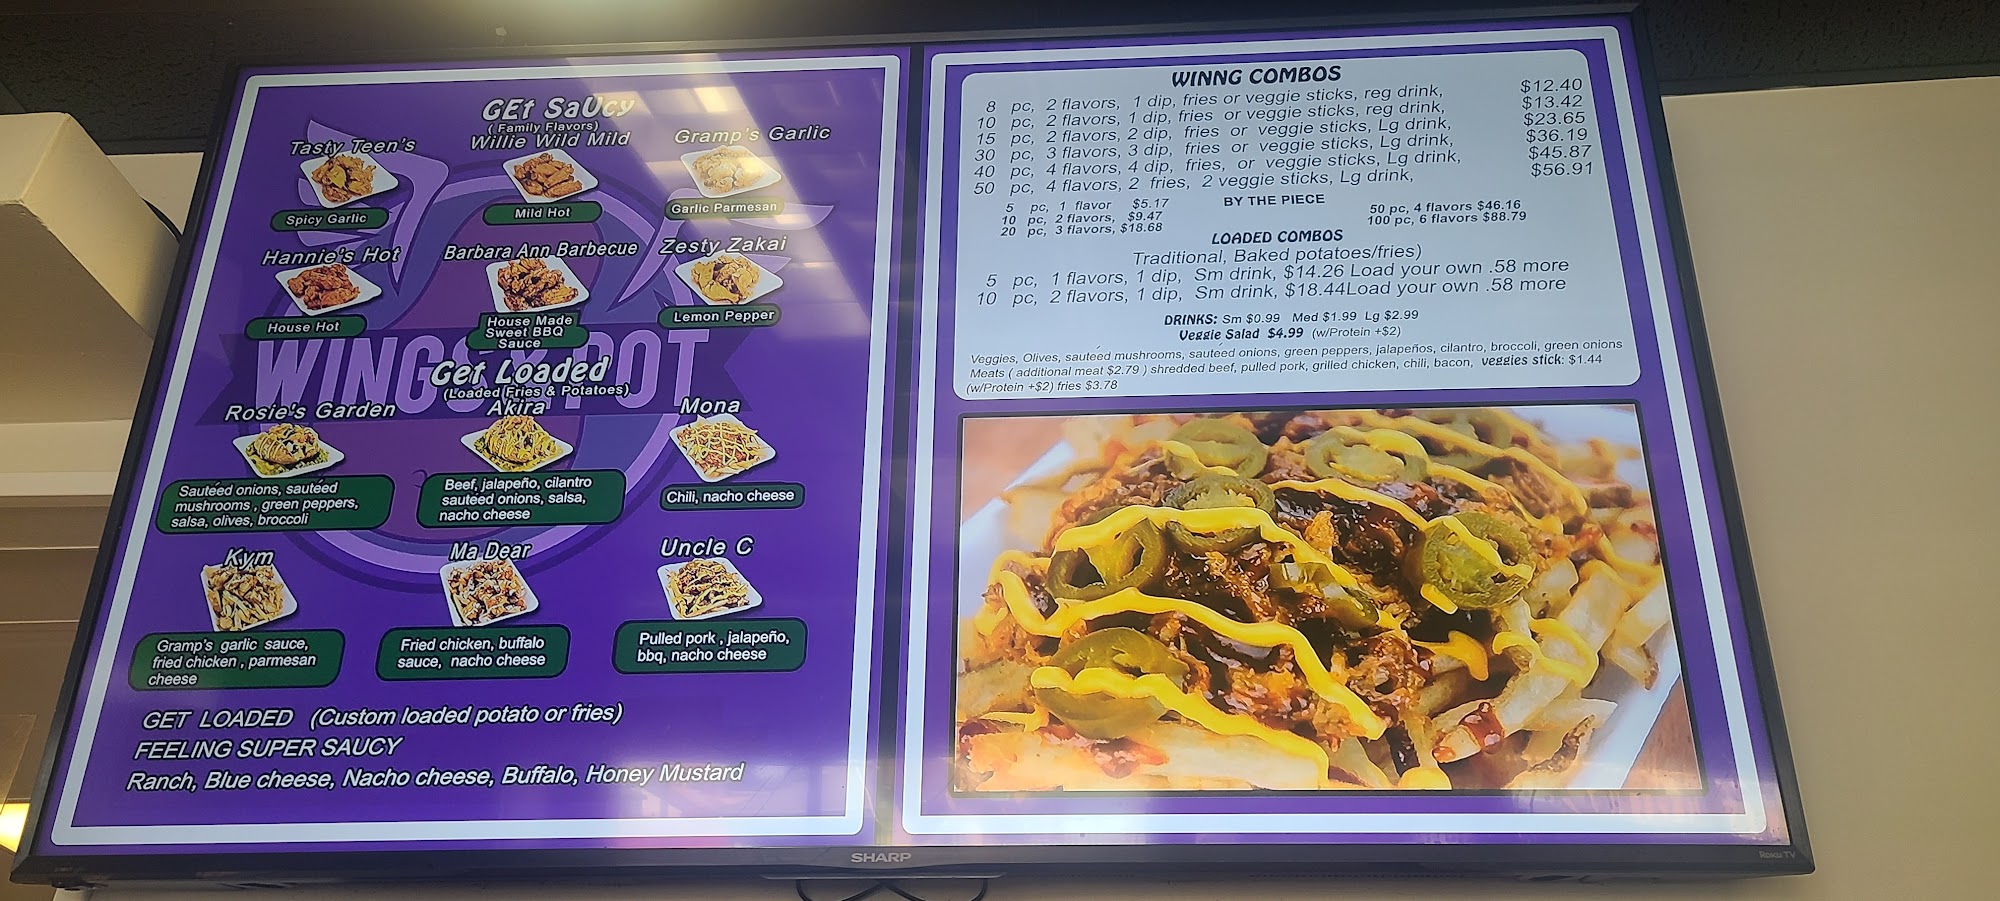 GEt SaUcy
( Family Flavors)
Tasty Teen's
Willie Wild Mild
Gramp's Garlic
Spicy Garlic
Mild Hot
Garlic Parmesan
Hannie's Hot
Barbara Ann Barbecue
Zesty Zakai
House Hot
House Made
Sweet BBQ
Sauce
Lemon Pepper
Get Loaded
(Loaded Fries & Potatoes)
Rosie's Garden
Akira
Mona
Sautéed onions, sautéed
mushrooms , green peppers,
salsa, olives, broccoli
Beef, jalapeño, cilantro
sautéed onions, salsa,
nacho cheese
Chili, nacho cheese
Kym
Ma Dear
Uncle C
Gramp's garlic sauce,
fried chicken , parmesan
cheese
Fried chicken, buffalo
sauce, nacho cheese
Pulled pork , jalapeño,
bbq, nacho cheese
GET LOADED (Custom loaded potato or fries)
FEELING SUPER SAUCY
Ranch, Blue cheese, Nacho cheese, Buffalo, Honey Mustard
WINNG COMBOS
8 pc, 2 flavors, 1 dip, fries or veggie sticks, reg drink, $12.40
10 pc, 2 flavors, 1 dip, fries or veggie sticks, reg drink, $13.42
15 pc, 2 flavors, 2 dip, fries or veggie sticks, Lg drink, $23.65
30 pc, 3 flavors, 3 dip, fries or veggie sticks, Lg drink, $36.19
40 pc, 4 flavors, 4 dip, fries, or veggie sticks, Lg drink, $45.87
50 pc, 4 flavors, 2 fries, 2 veggie sticks, Lg drink, $56.91
BY THE PIECE
5 pc, 1 flavor $5.17
10 pc, 2 flavors, $9.47
20 pc, 3 flavors, $18.68
50 pc, 4 flavors $46.16
100 pc, 6 flavors $88.79
LOADED COMBOS
Traditional, Baked potatoes/fries)
5 pc, 1 flavors, 1 dip, Sm drink, $14.26 Load your own .58 more
10 pc, 2 flavors, 1 dip, Sm drink, $18.44Load your own .58 more
DRINKS: Sm $0.99 Med $1.99 Lg $2.99
Veggie Salad $4.99 (w/Protein +$2)
Veggies, Olives, sautéed mushrooms, sautéed onions, green peppers, jalapeños, cilantro, broccoli, green onions
Meats ( additional meat $2.79 ) shredded beef, pulled pork, grilled chicken, chili, bacon, veggies stick: $1.44
(w/Protein +$2) fries $3.78
SHARP
Roku TV